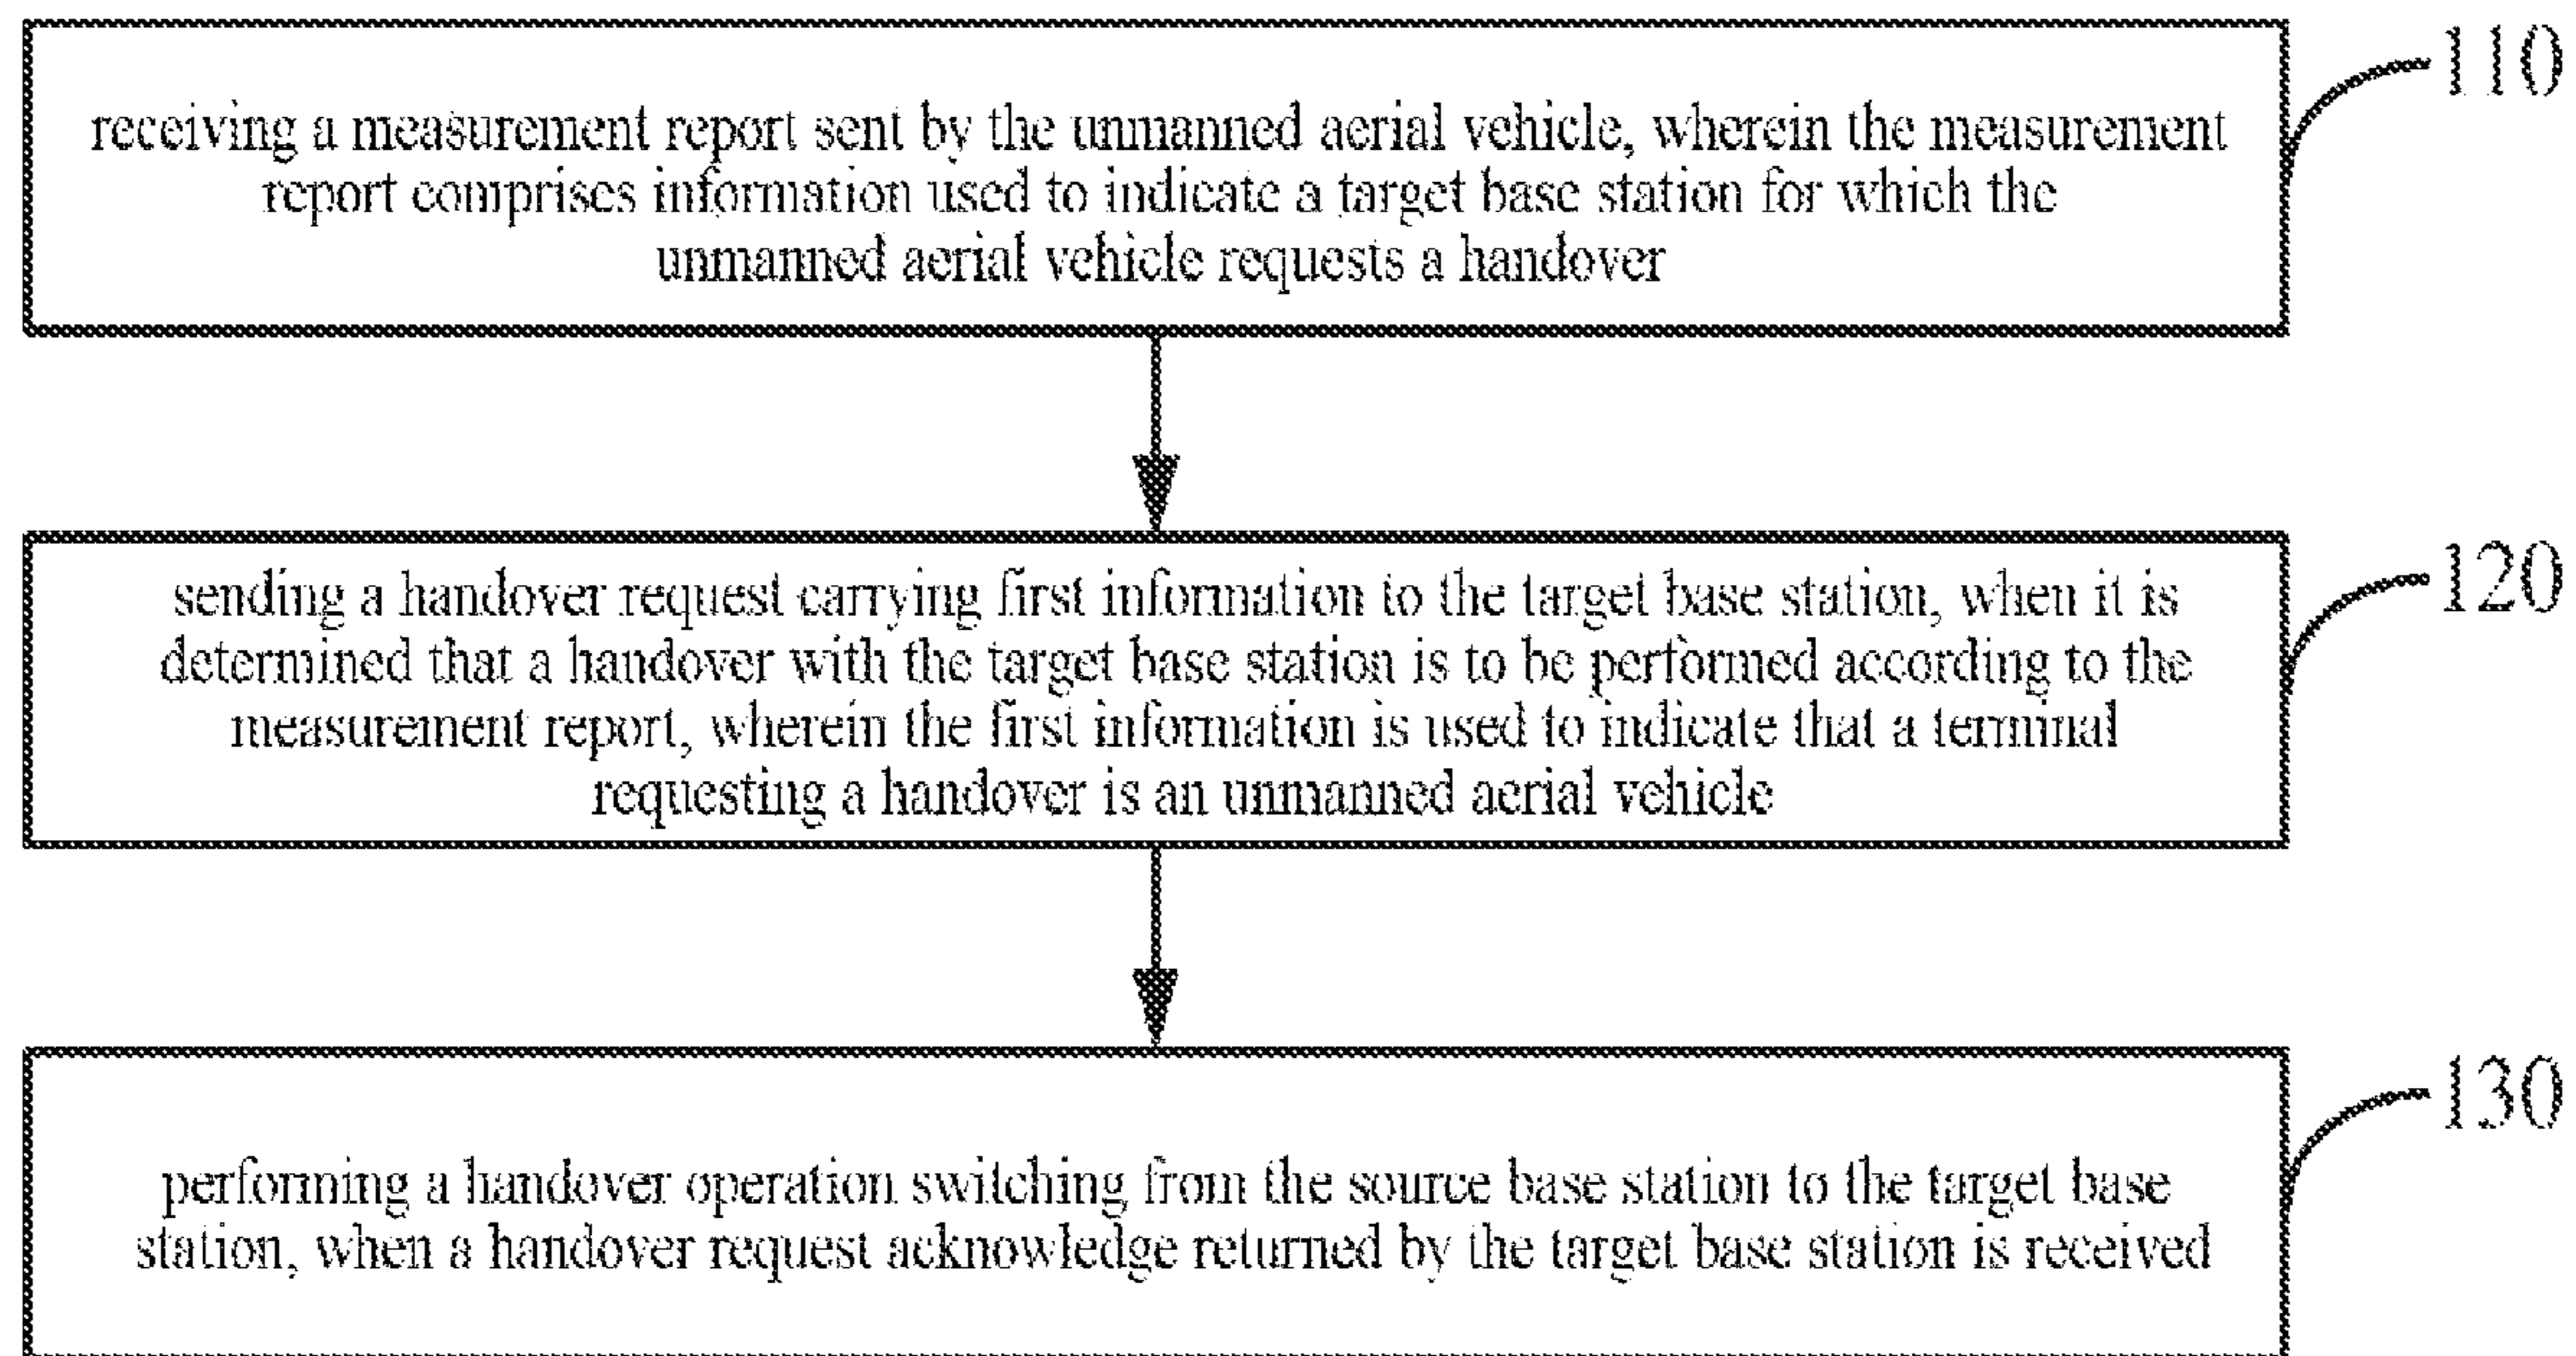 110
receiving a measurement report sent by the unmanned aerial vehicle, wherein the measurement
report comprises information used to indicate a target base station for which the
unmanned aerial vehicle requests a handover
120
sending a handover request carrying first information to the target base station, when it is
determined that a handover with the target base station is to be performed according to the
measurement report, wherein the first information is used to indicate that a terminal
requesting a handover is an unmanned aerial vehicle
130
performing a handover operation switching from the source base station to the target base
station, when a handover request acknowledge returned by the target base station is received